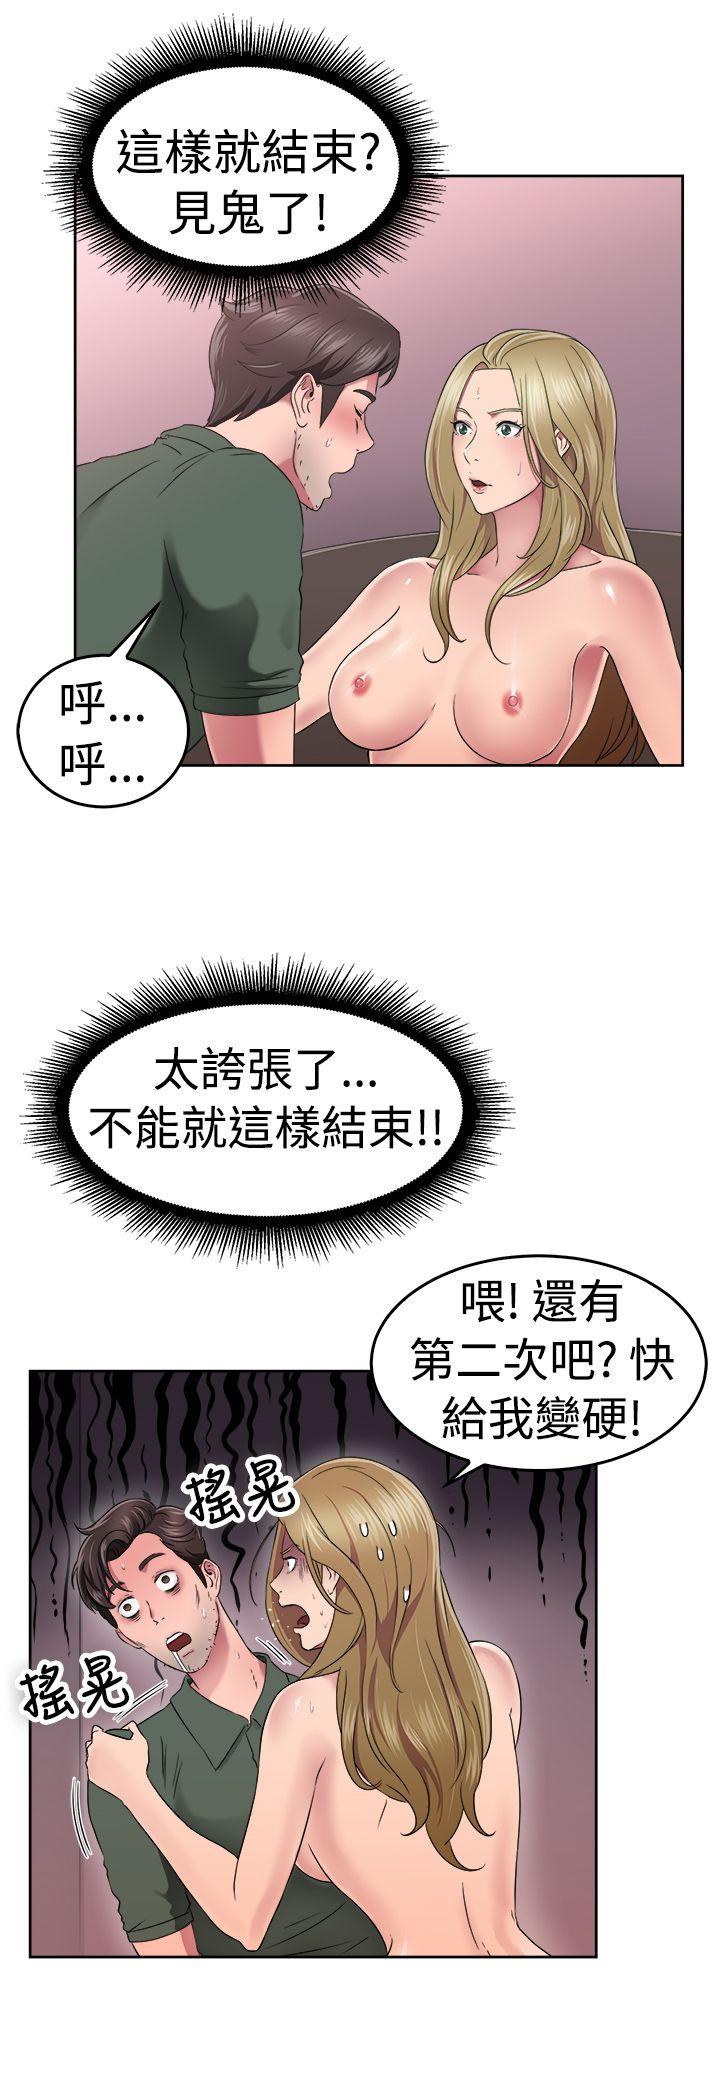 這樣就結束?
見鬼了!
呼...
呼...
太誇張了...
不能就這樣結束!!
喂! 還有
第二次吧? 快
給我變硬!
搖晃
搖晃